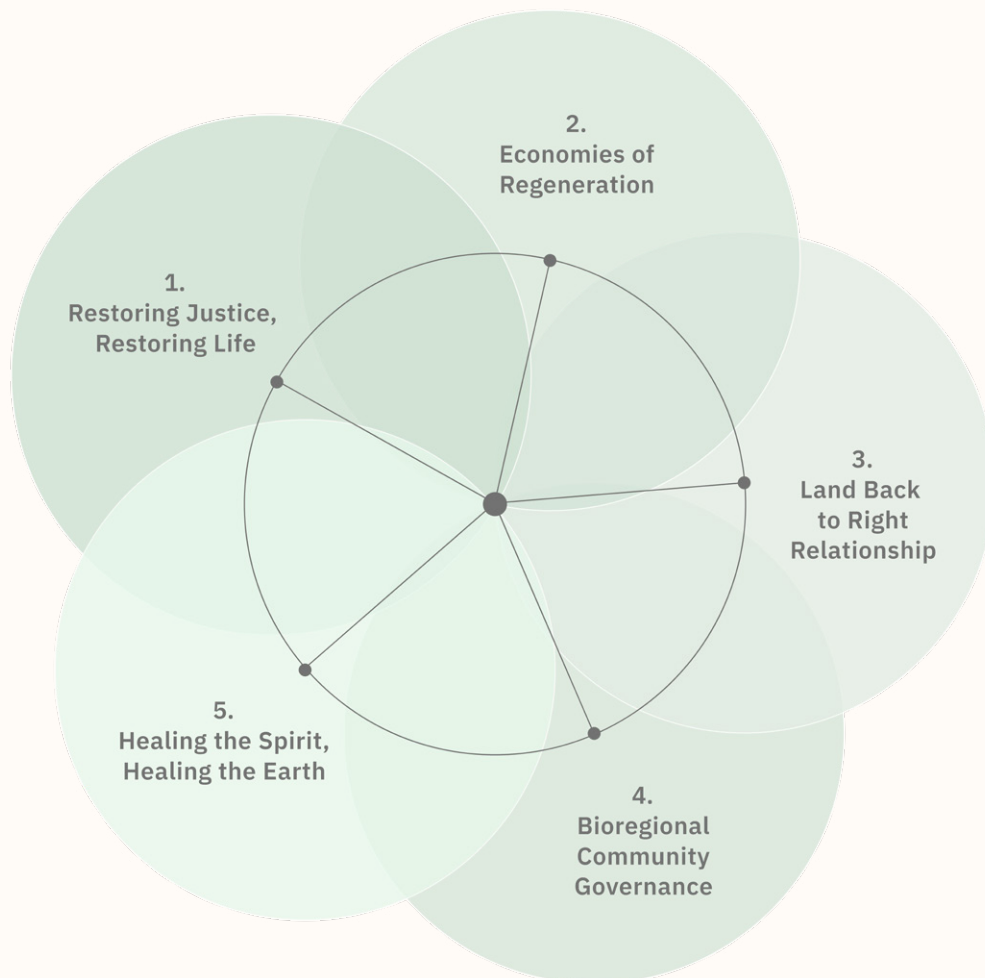 1.
Restoring Justice,
Restoring Life
2.
Economies of
Regeneration
3.
Land Back
to Right
Relationship
4.
Bioregional
Community
Governance
5.
Healing the Spirit,
Healing the Earth